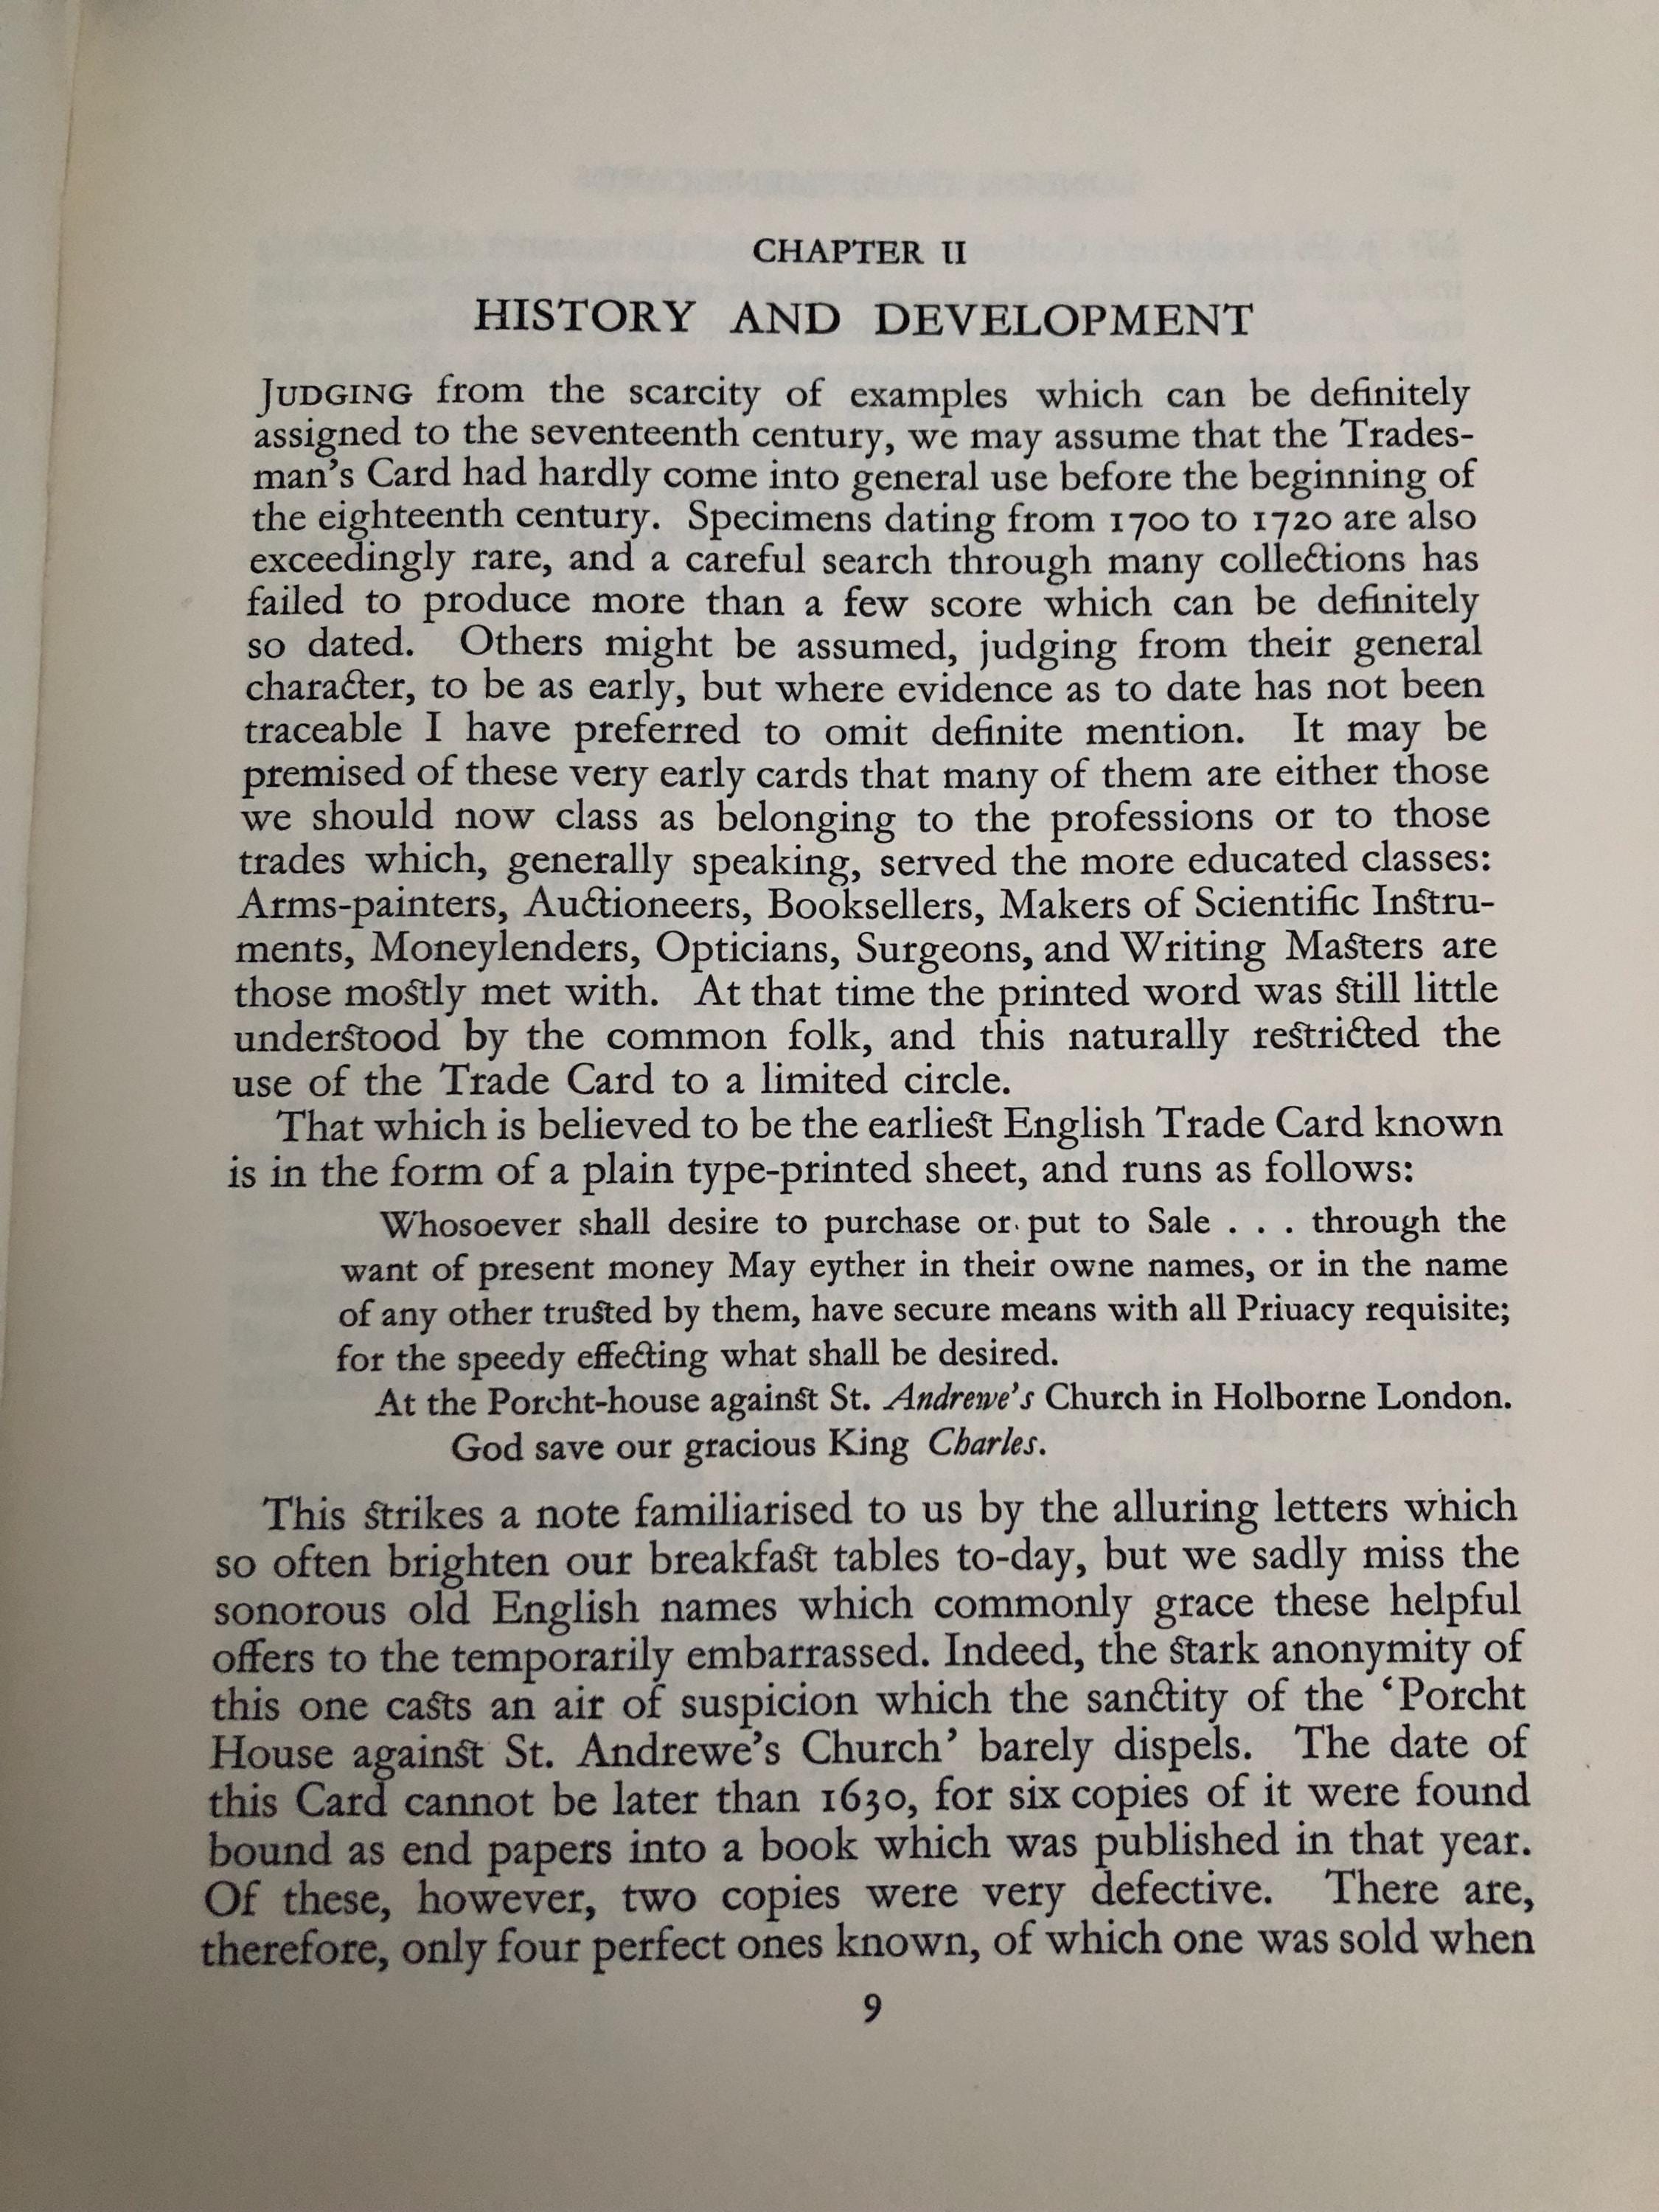 CHAPTER II
HISTORY AND DEVELOPMENT
JUDGING from the scarcity of examples which can be definitely
assigned to the seventeenth century, we may assume that the Trades-
man's Card had hardly come into general use before the beginning of
the eighteenth century. Specimens dating from 1700 to 1720 are also
exceedingly rare, and a careful search through many collections has
failed to produce more than a few score which can be definitely
so dated. Others might be assumed, judging from their general
character, to be as early, but where evidence as to date has not been
traceable I have preferred to omit definite mention. It may be
premised of these very early cards that many of them are either those
we should now class as belonging to the professions or to those
trades which, generally speaking, served the more educated classes:
Arms-painters, Auctioneers, Booksellers, Makers of Scientific Instru-
ments, Moneylenders, Opticians, Surgeons, and Writing Masters are
those mostly met with. At that time the printed word was still little
understood by the common folk, and this naturally restricted the
use of the Trade Card to a limited circle.
That which is believed to be the earliest English Trade Card known
is in the form of a plain type-printed sheet, and runs as follows:
Whosoever shall desire to purchase or put to Sale . . . through the
want of present money May eyther in their owne names, or in the name
of any other trusted by them, have secure means with all Priuacy requisite;
for the speedy effecting what shall be desired.
At the Porcht-house against St. Andrewe's Church in Holborne London.
God save our gracious King Charles.
This strikes a note familiarised to us by the alluring letters which
so often brighten our breakfast tables to-day, but we sadly miss the
sonorous old English names which commonly grace these helpful
offers to the temporarily embarrassed. Indeed, the stark anonymity of
this one casts an air of suspicion which the sanctity of the ‘Porcht
House against St. Andrewe's Church’ barely dispels. The date of
this Card cannot be later than 1630, for six copies of it were found
bound as end papers into a book which was published in that year.
Of these, however, two copies were very defective. There are,
therefore, only four perfect ones known, of which one was sold when
9